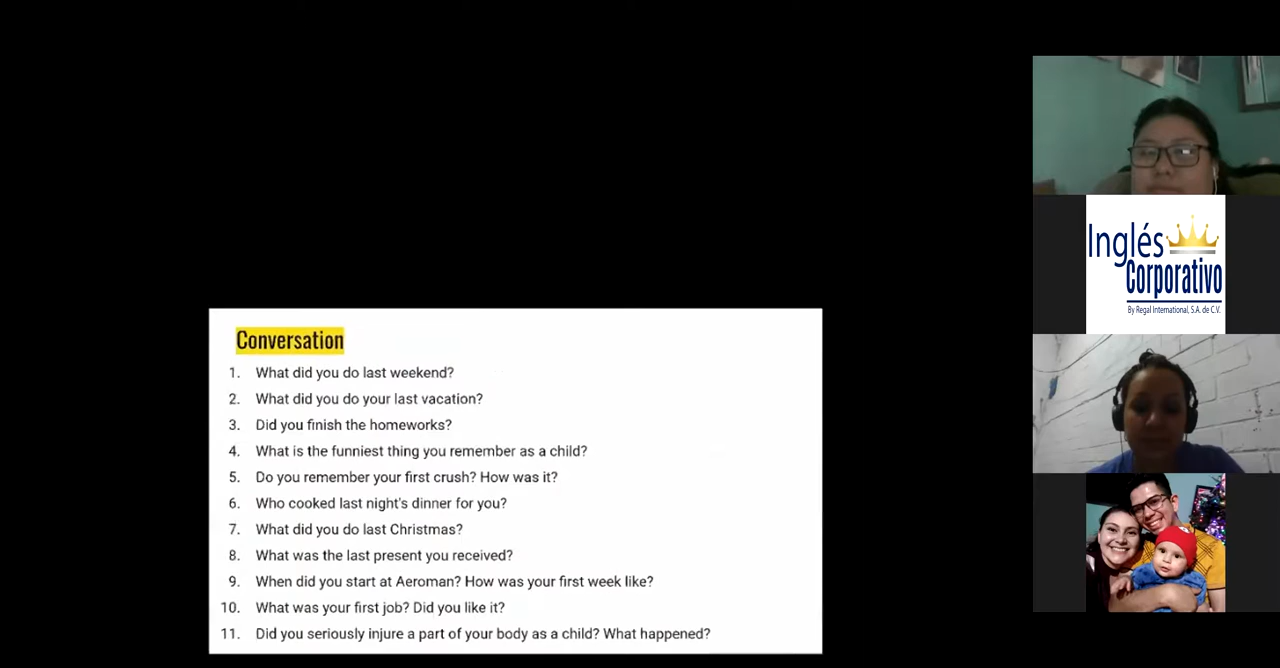 Conversation
1. What did you do last weekend?
2. What did you do your last vacation?
3. Did you finish the homeworks?
4. What is the funniest thing you remember as a child?
5. Do you remember your first crush? How was it?
6. Who cooked last night's dinner for you?
7. What did you do last Christmas?
8. What was the last present you received?
9. When did you start at Aeroman? How was your first week like?
10. What was your first job? Did you like it?
11. Did you seriously injure a part of your body as a child? What happened?
Inglés
Corporativo
By Regal International, S.A. de C.V.